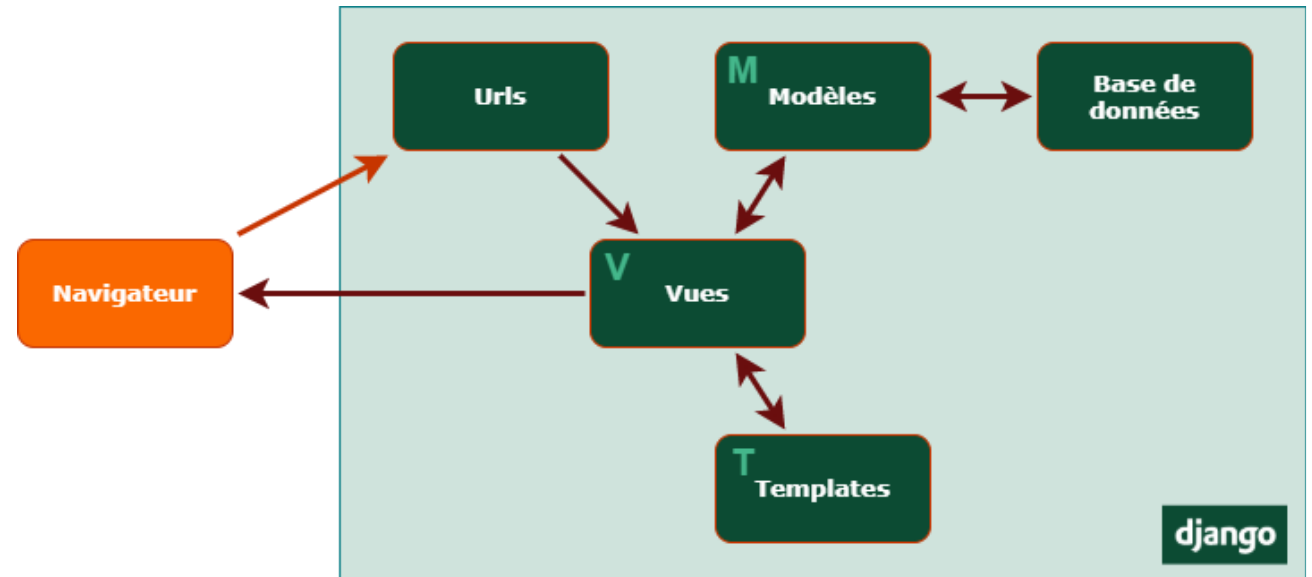 Urls
M
Modèles
Base de
données
Navigateur
V
Vues
T
Templates
django